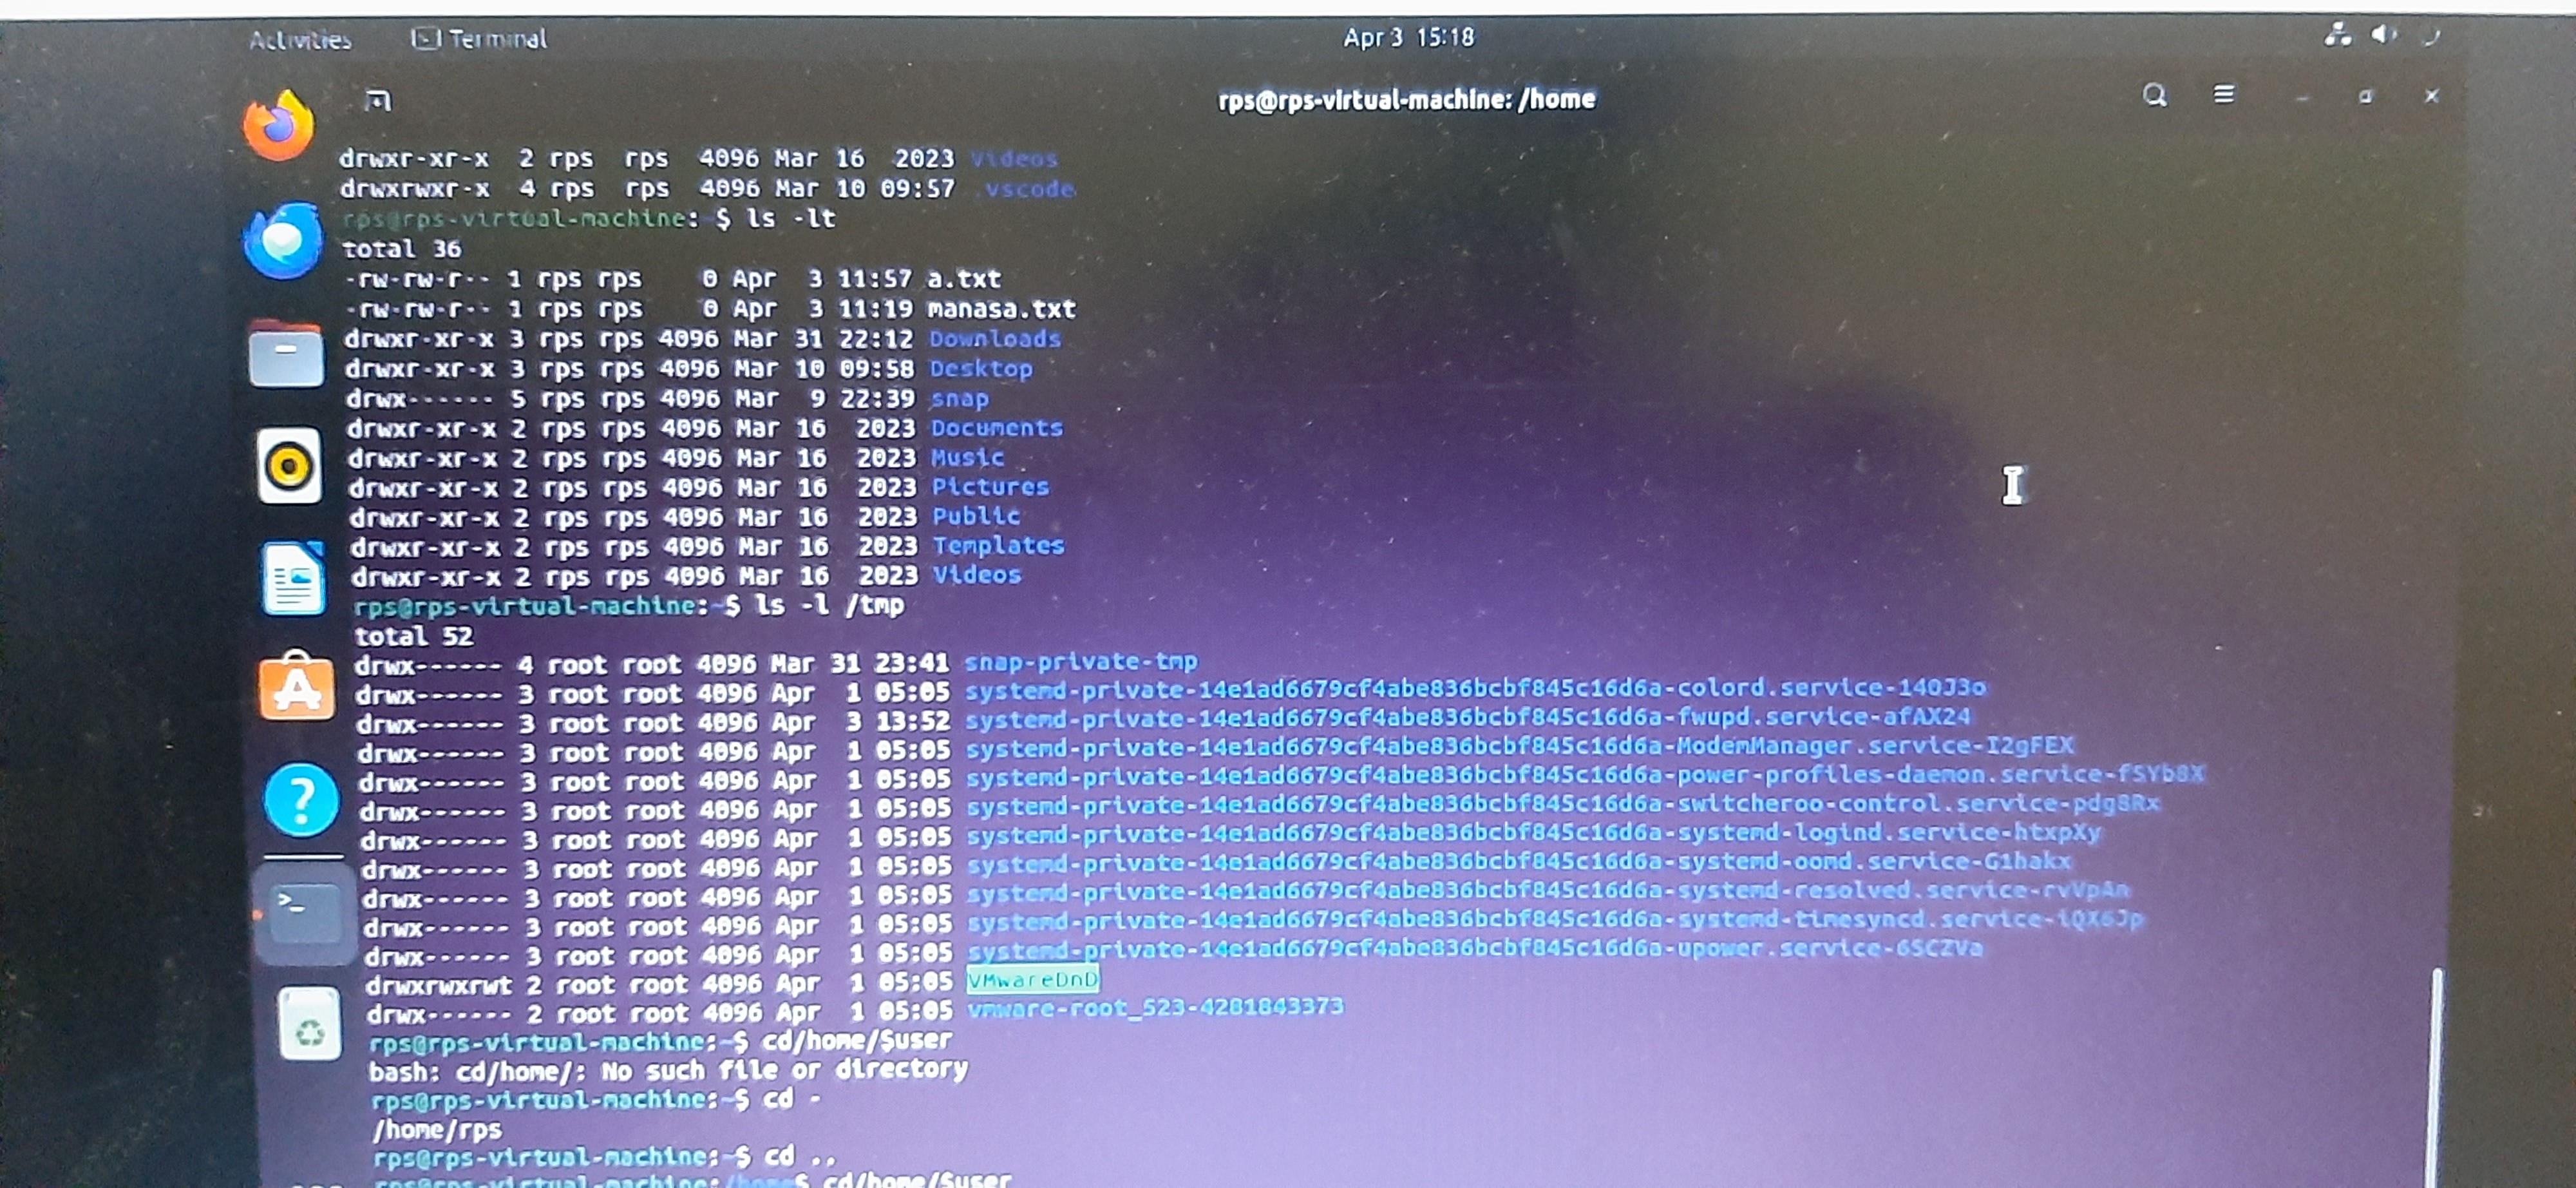 Activities Terminal Apr 3 15:18
rps@rps-virtual-machine: /home
drwxr-xr-x 2 rps rps 4096 Mar 16 2023 Videos
drwxrwxr-x 4 rps rps 4096 Mar 10 09:57 .vscode
rps@rps-virtual-machine:~$ ls -lt
total 36
-rw-rw-r-- 1 rps rps 0 Apr 3 11:57 a.txt
-rw-rw-r-- 1 rps rps 0 Apr 3 11:19 manasa.txt
drwxr-xr-x 3 rps rps 4096 Mar 31 22:12 Downloads
drwxr-xr-x 3 rps rps 4096 Mar 10 09:58 Desktop
drwx------ 5 rps rps 4096 Mar 9 22:39 snap
drwxr-xr-x 2 rps rps 4096 Mar 16 2023 Documents
drwxr-xr-x 2 rps rps 4096 Mar 16 2023 Music
drwxr-xr-x 2 rps rps 4096 Mar 16 2023 Pictures
drwxr-xr-x 2 rps rps 4096 Mar 16 2023 Public
drwxr-xr-x 2 rps rps 4096 Mar 16 2023 Templates
drwxr-xr-x 2 rps rps 4096 Mar 16 2023 Videos
rps@rps-virtual-machine:~$ ls -l /tmp
total 52
drwx------ 4 root root 4096 Mar 31 23:41 snap-private-tmp
drwx------ 3 root root 4096 Apr 1 05:05 systemd-private-14e1ad6679cf4abe836bcbf845c16d6a-colord.service-14OJ3o
drwx------ 3 root root 4096 Apr 3 13:52 systemd-private-14e1ad6679cf4abe836bcbf845c16d6a-fwupd.service-afAX24
drwx------ 3 root root 4096 Apr 1 05:05 systemd-private-14e1ad6679cf4abe836bcbf845c16d6a-ModemManager.service-I2gFEX
drwx------ 3 root root 4096 Apr 1 05:05 systemd-private-14e1ad6679cf4abe836bcbf845c16d6a-power-profiles-daemon.service-fSYb8X
drwx------ 3 root root 4096 Apr 1 05:05 systemd-private-14e1ad6679cf4abe836bcbf845c16d6a-switcheroo-control.service-pdg8Rx
drwx------ 3 root root 4096 Apr 1 05:05 systemd-private-14e1ad6679cf4abe836bcbf845c16d6a-systemd-logind.service-htxpXy
drwx------ 3 root root 4096 Apr 1 05:05 systemd-private-14e1ad6679cf4abe836bcbf845c16d6a-systemd-oomd.service-G1hakx
drwx------ 3 root root 4096 Apr 1 05:05 systemd-private-14e1ad6679cf4abe836bcbf845c16d6a-systemd-resolved.service-rvVpAn
drwx------ 3 root root 4096 Apr 1 05:05 systemd-private-14e1ad6679cf4abe836bcbf845c16d6a-systemd-timesyncd.service-iQX6Jp
drwx------ 3 root root 4096 Apr 1 05:05 systemd-private-14e1ad6679cf4abe836bcbf845c16d6a-upower.service-6SCZVa
drwxrwxrwt 2 root root 4096 Apr 1 05:05 VMwareDnD
drwx------ 2 root root 4096 Apr 1 05:05 vmware-root_523-4281843373
rps@rps-virtual-machine:~$ cd/home/$user
bash: cd/home/: No such file or directory
rps@rps-virtual-machine:~$ cd -
/home/rps
rps@rps-virtual-machine:~$ cd ..
rps@rps-virtual-machine:/home$ cd/home/$user